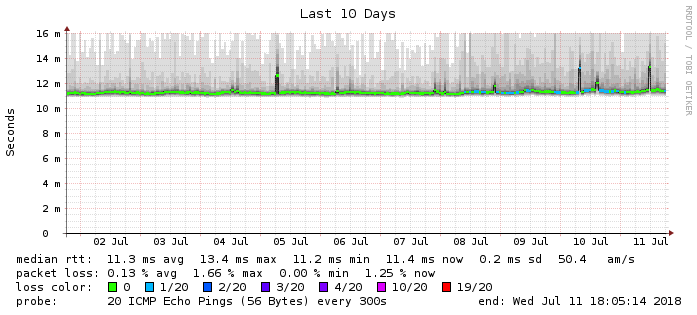 Last 10 Days
RRDTOOL / TOBI OETIKER
Seconds
16 m
14 m
12 m
10 m
8 m
6 m
4 m
2 m
0
02 Jul 03 Jul 04 Jul 05 Jul 06 Jul 07 Jul 08 Jul 09 Jul 10 Jul 11 Jul
median rtt: 11.3 ms avg 13.4 ms max 11.2 ms min 11.4 ms now 0.2 ms sd 50.4 am/s
packet loss: 0.13 % avg 1.66 % max 0.00 % min 1.25 % now
loss color: 0 1/20 2/20 3/20 4/20 10/20 19/20
probe: 20 ICMP Echo Pings (56 Bytes) every 300s end: Wed Jul 11 18:05:14 2018